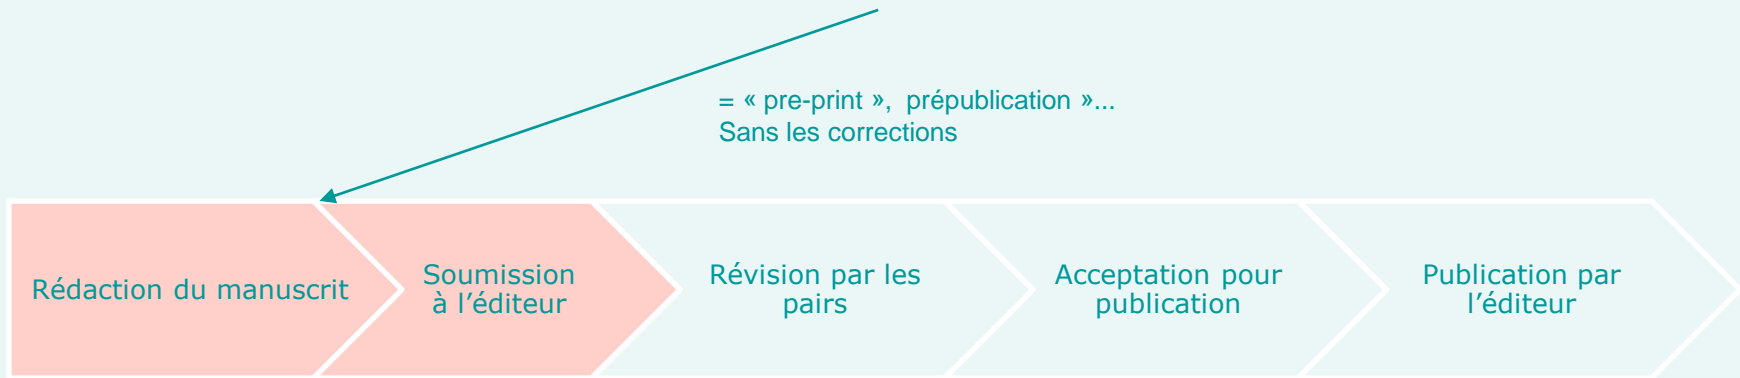 = « pre-print », prépublication »...
Sans les corrections
Rédaction du manuscrit
Soumission
à l’éditeur
Révision par les
pairs
Acceptation pour
publication
Publication par
l’éditeur